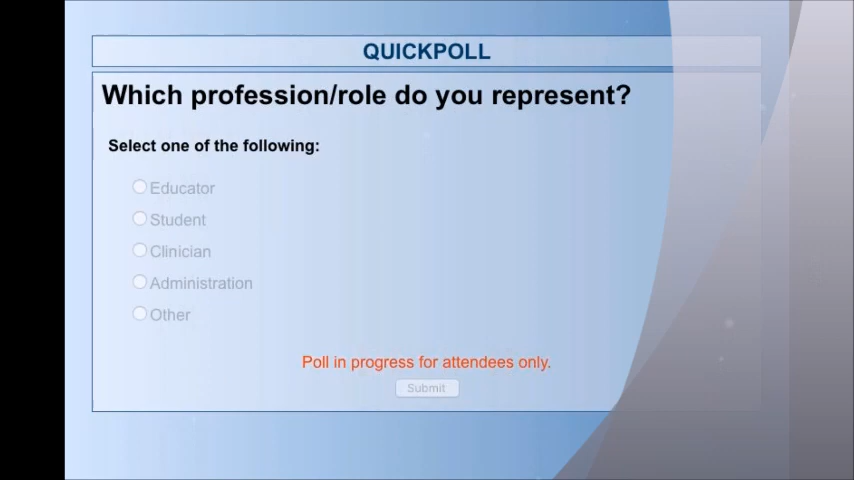 QUICKPOLL
Which profession/role do you represent?
Select one of the following:
Educator
Student
Clinician
Administration
Other
Poll in progress for attendees only.
Submit